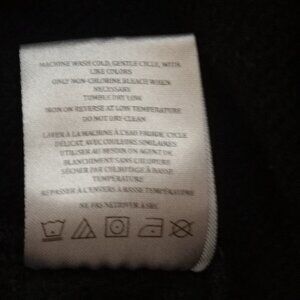 MACHINE WASH COLD, GENTLE CYCLE, WITH
LIKE COLORS
ONLY NON-CHLORINE BLEACH WHEN
NECESSARY
TUMBLE DRY LOW
IRON ON REVERSE AT LOW TEMPERATURE
DO NOT DRY CLEAN
LAVER A LA MACHINE À L'EAU FROIDE, CYCLE
DÉLICAT, AVEC COULEURS SIMILAIRES
UTILISER AU BESOIN UN AGENT DE
BLANCHIMENT SANS CHLORURE
SÉCHER PAR CULBUTAGE À BASSE
TEMPÉRATURE
REPASSER À L'ENVERS À BASSE TEMPÉRATURE
NE PAS NETTOYER À SEC